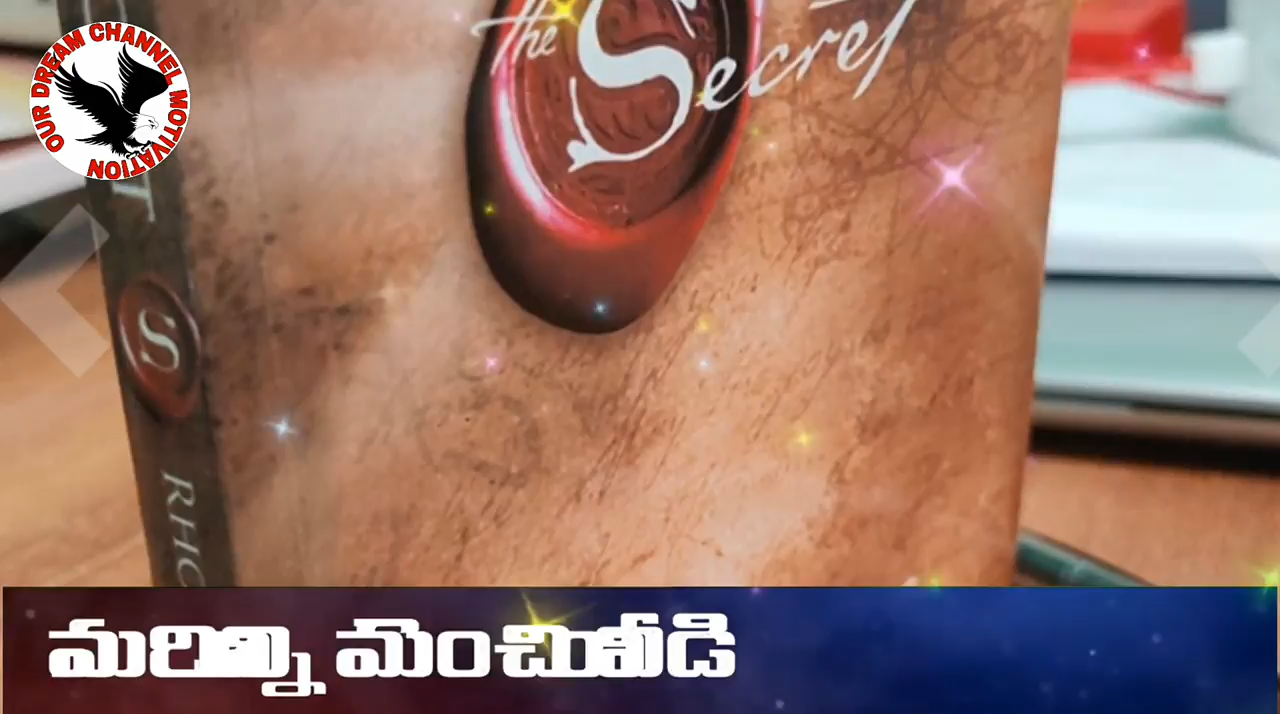 OUR DREAM CHANNEL MOTIVATION
The Secret
S
RHO
మరిన్ని